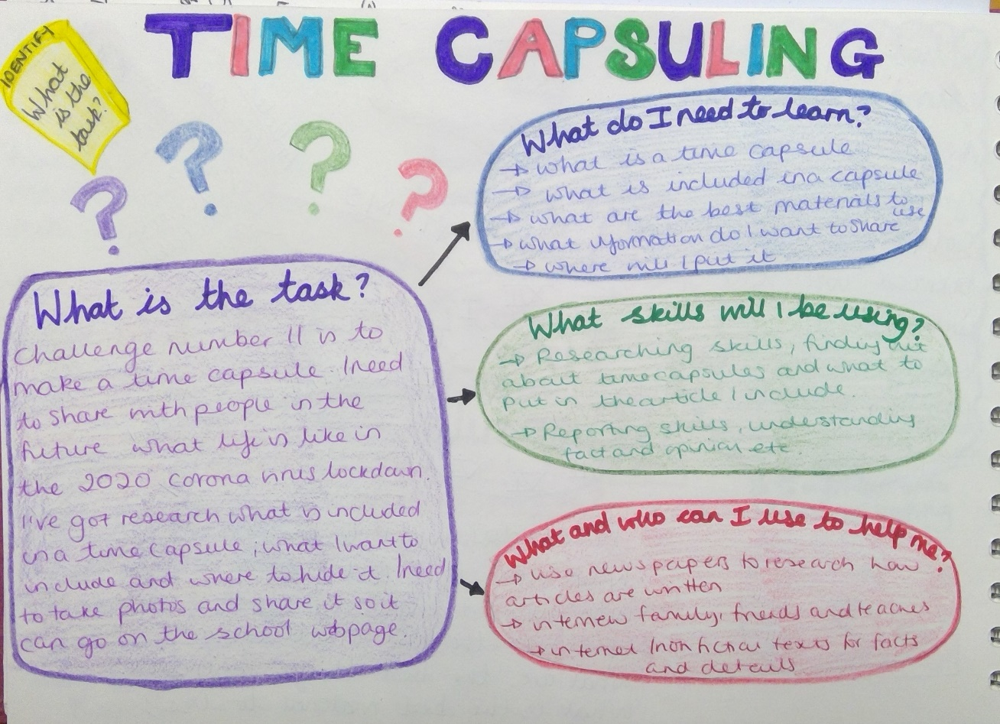 TIME CAPSULING
IDENTIFY
What
is the
task?
What is the task?
Challenge number 11 is to
make a time capsule. I need
to share with people in the
future what life is like in
the 2020 corona virus lockdown.
I've got research what is included
in a time capsule, what I want to
include and where to hide it. I need
to take photos and share it so it
can go on the school webpage.
What do I need to learn?
→ what is a time capsule
→ what is included in a capsule
→ what are the best materials to
use
→ what information do I want to share
→ where will I put it
What skills will I be using?
→ Researching skills, finding out
about time capsules and what to
put in the article I include.
→ Reporting skills, understanding
fact and opinion etc.
What and who can I use to help me?
→ use newspapers to research how
articles are written
→ interview family, friends and teachers
→ internet / non fictional texts for facts
and details